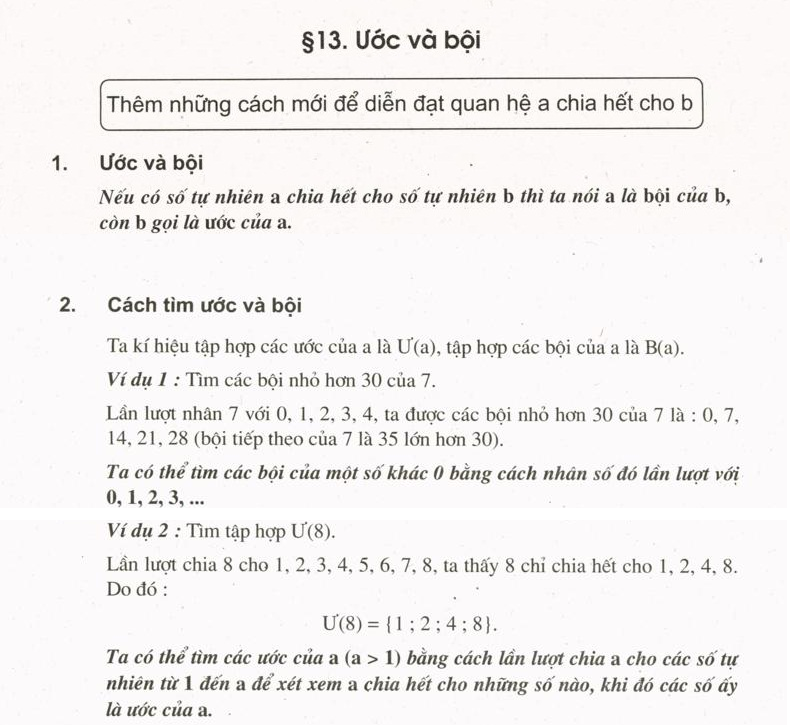 §13. Ước và bội
Thêm những cách mới để diễn đạt quan hệ a chia hết cho b
1. Ước và bội
Nếu có số tự nhiên a chia hết cho số tự nhiên b thì ta nói a là bội của b,
còn b gọi là ước của a.
2. Cách tìm ước và bội
Ta kí hiệu tập hợp các ước của a là Ư(a), tập hợp các bội của a là B(a).
Ví dụ 1 : Tìm các bội nhỏ hơn 30 của 7.
Lần lượt nhân 7 với 0, 1, 2, 3, 4, ta được các bội nhỏ hơn 30 của 7 là : 0, 7,
14, 21, 28 (bội tiếp theo của 7 là 35 lớn hơn 30).
Ta có thể tìm các bội của một số khác 0 bằng cách nhân số đó lần lượt với
0, 1, 2, 3, ...
Ví dụ 2 : Tìm tập hợp Ư(8).
Lần lượt chia 8 cho 1, 2, 3, 4, 5, 6, 7, 8, ta thấy 8 chỉ chia hết cho 1, 2, 4, 8.
Do đó :
Ư(8) = {1 ; 2 ; 4 ; 8}.
Ta có thể tìm các ước của a (a > 1) bằng cách lần lượt chia a cho các số tự
nhiên từ 1 đến a để xét xem a chia hết cho những số nào, khi đó các số ấy
là ước của a.